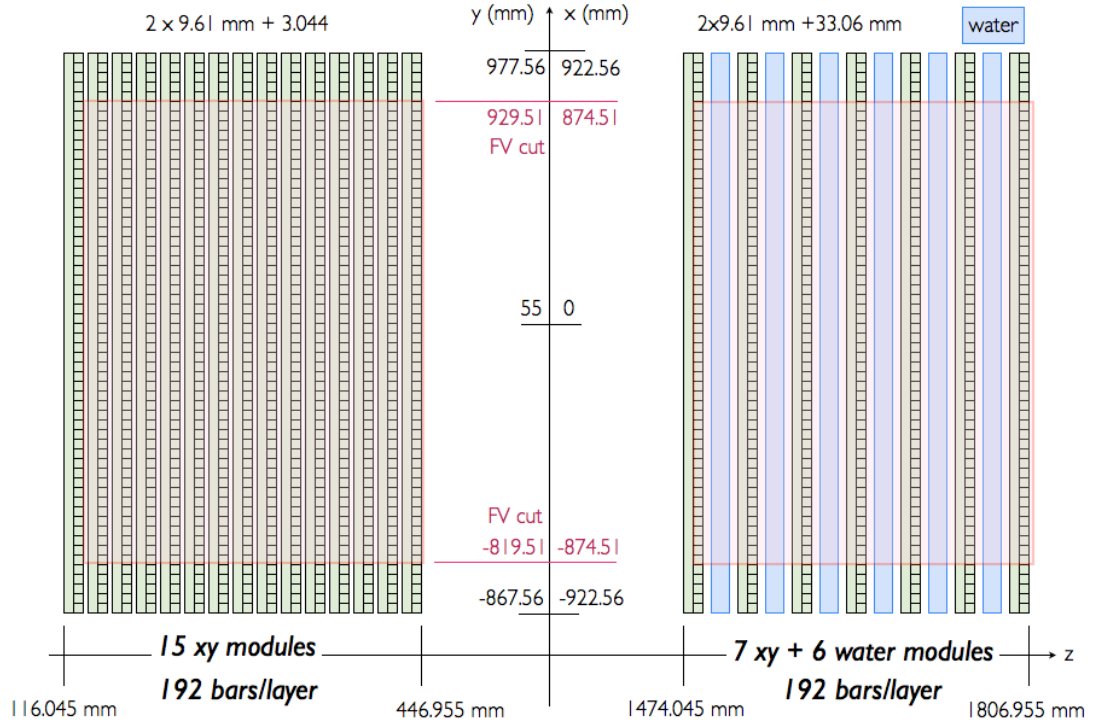 2 x 9.61 mm + 3.044
y (mm) x (mm)
2x9.61 mm +33.06 mm
water
977.56 922.56
929.51 874.51
FV cut
55 0
FV cut
-819.51 -874.51
-867.56 -922.56
15 xy modules
192 bars/layer
7 xy + 6 water modules
192 bars/layer
z
116.045 mm
446.955 mm
1474.045 mm
1806.955 mm